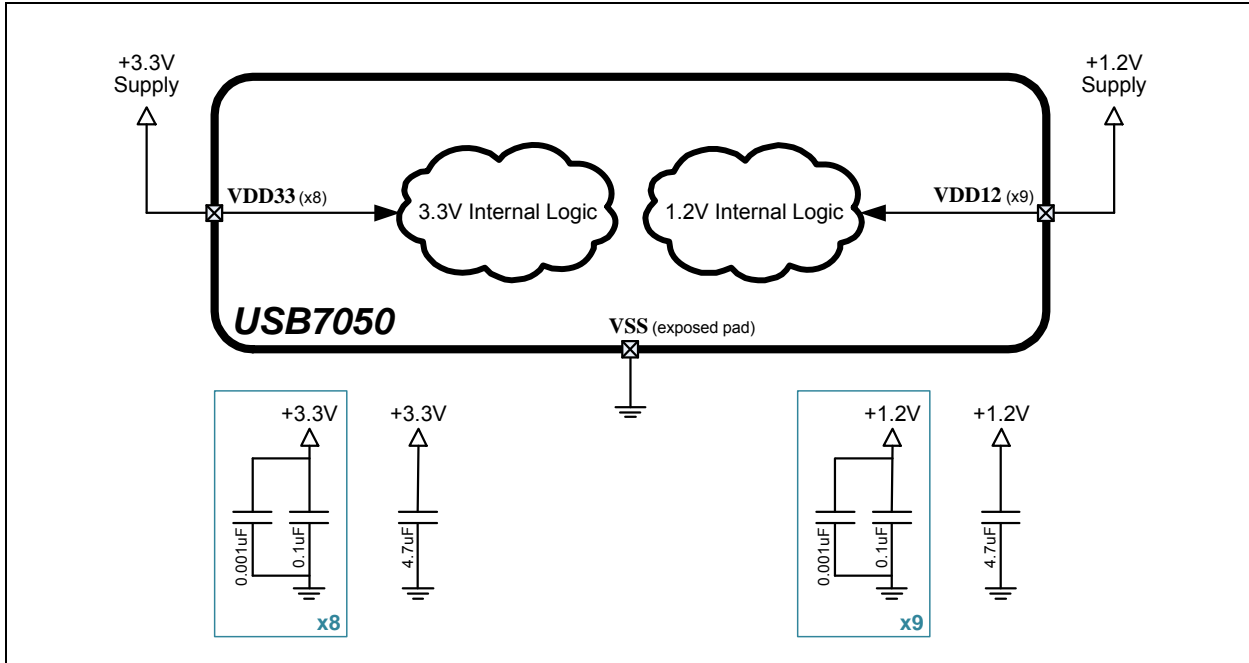 +3.3V
Supply
+1.2V
Supply
VDD33 (x8)
3.3V Internal Logic
1.2V Internal Logic
VDD12 (x9)
USB7050
VSS (exposed pad)
+3.3V
0.001uF
0.1uF
x8
+3.3V
4.7uF
+1.2V
0.001uF
0.1uF
x9
+1.2V
4.7uF